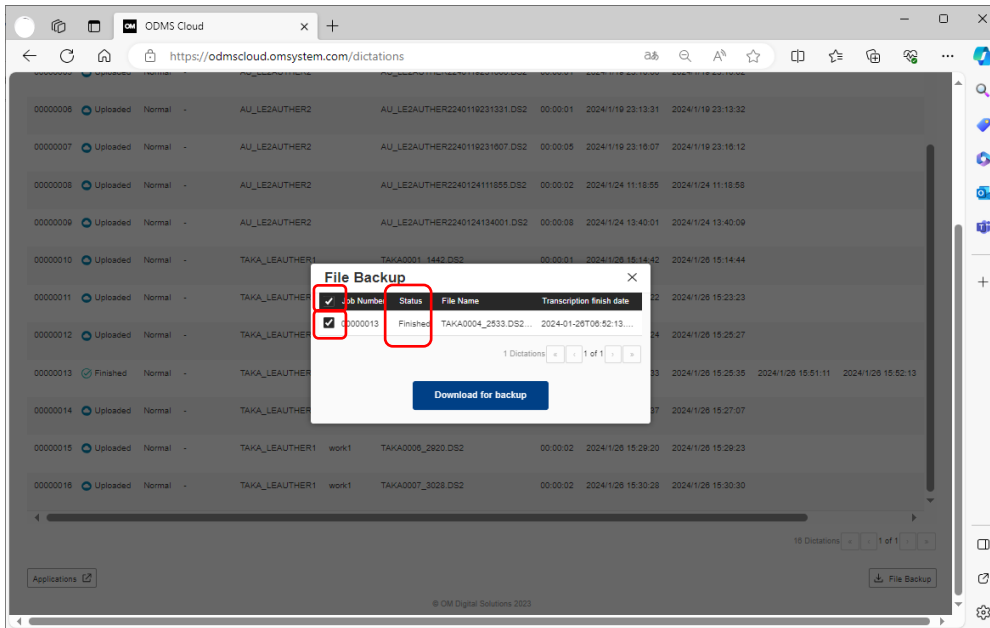 OM ODMS Cloud
https://odmscloud.omsystem.com/dictations
00000006 Uploaded Normal - AU_LE2AUTHER2 AU_LE2AUTHER2240119231331.DS2 00:00:01 2024/1/19 23:13:31 2024/1/19 23:13:32
00000007 Uploaded Normal - AU_LE2AUTHER2 AU_LE2AUTHER2240119231607.DS2 00:00:05 2024/1/19 23:16:07 2024/1/19 23:16:12
00000008 Uploaded Normal - AU_LE2AUTHER2 AU_LE2AUTHER2240124111855.DS2 00:00:02 2024/1/24 11:18:55 2024/1/24 11:18:58
00000009 Uploaded Normal - AU_LE2AUTHER2 AU_LE2AUTHER2240124134001.DS2 00:00:08 2024/1/24 13:40:01 2024/1/24 13:40:09
00000010 Uploaded Normal - TAKA_LEAUTHER1 TAKA0001_1442.DS2 00:00:01 2024/1/26 15:14:42 2024/1/26 15:14:44
File Backup
00000011 Uploaded Normal - TAKA_LEAUTHER 22 2024/1/26 15:23:23
Job Number Status File Name Transcription finish date
00000013 Finished TAKA0004_2533.DS2... 2024-01-26T06:52:13....
00000012 Uploaded Normal - TAKA_LEAUTHER 24 2024/1/26 15:25:27
1 Dictations « ‹ 1 of 1 › »
00000013 Finished Normal - TAKA_LEAUTHER 33 2024/1/26 15:25:35 2024/1/26 15:51:11 2024/1/26 15:52:13
Download for backup
00000014 Uploaded Normal - TAKA_LEAUTHER 37 2024/1/26 15:27:07
00000015 Uploaded Normal - TAKA_LEAUTHER1 work1 TAKA0006_2920.DS2 00:00:02 2024/1/26 15:29:20 2024/1/26 15:29:23
00000016 Uploaded Normal - TAKA_LEAUTHER1 work1 TAKA0007_3028.DS2 00:00:02 2024/1/26 15:30:28 2024/1/26 15:30:30
16 Dictations « ‹ 1 of 1 › »
Applications File Backup
© OM Digital Solutions 2023